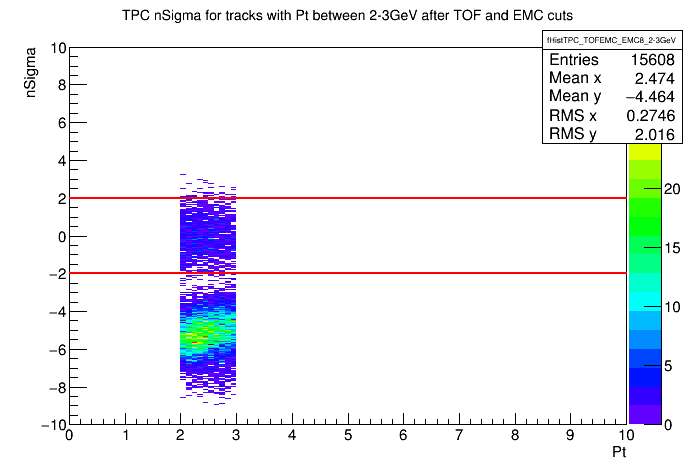 TPC nSigma for tracks with Pt between 2-3GeV after TOF and EMC cuts
fHistTPC_TOFEMC_EMC8_2-3GeV
Entries 15608
Mean x 2.474
Mean y −4.464
RMS x 0.2746
RMS y 2.016
nSigma
10
8
6
4
2
0
−2
−4
−6
−8
−10
0 1 2 3 4 5 6 7 8 9 10
Pt
20
15
10
5
0